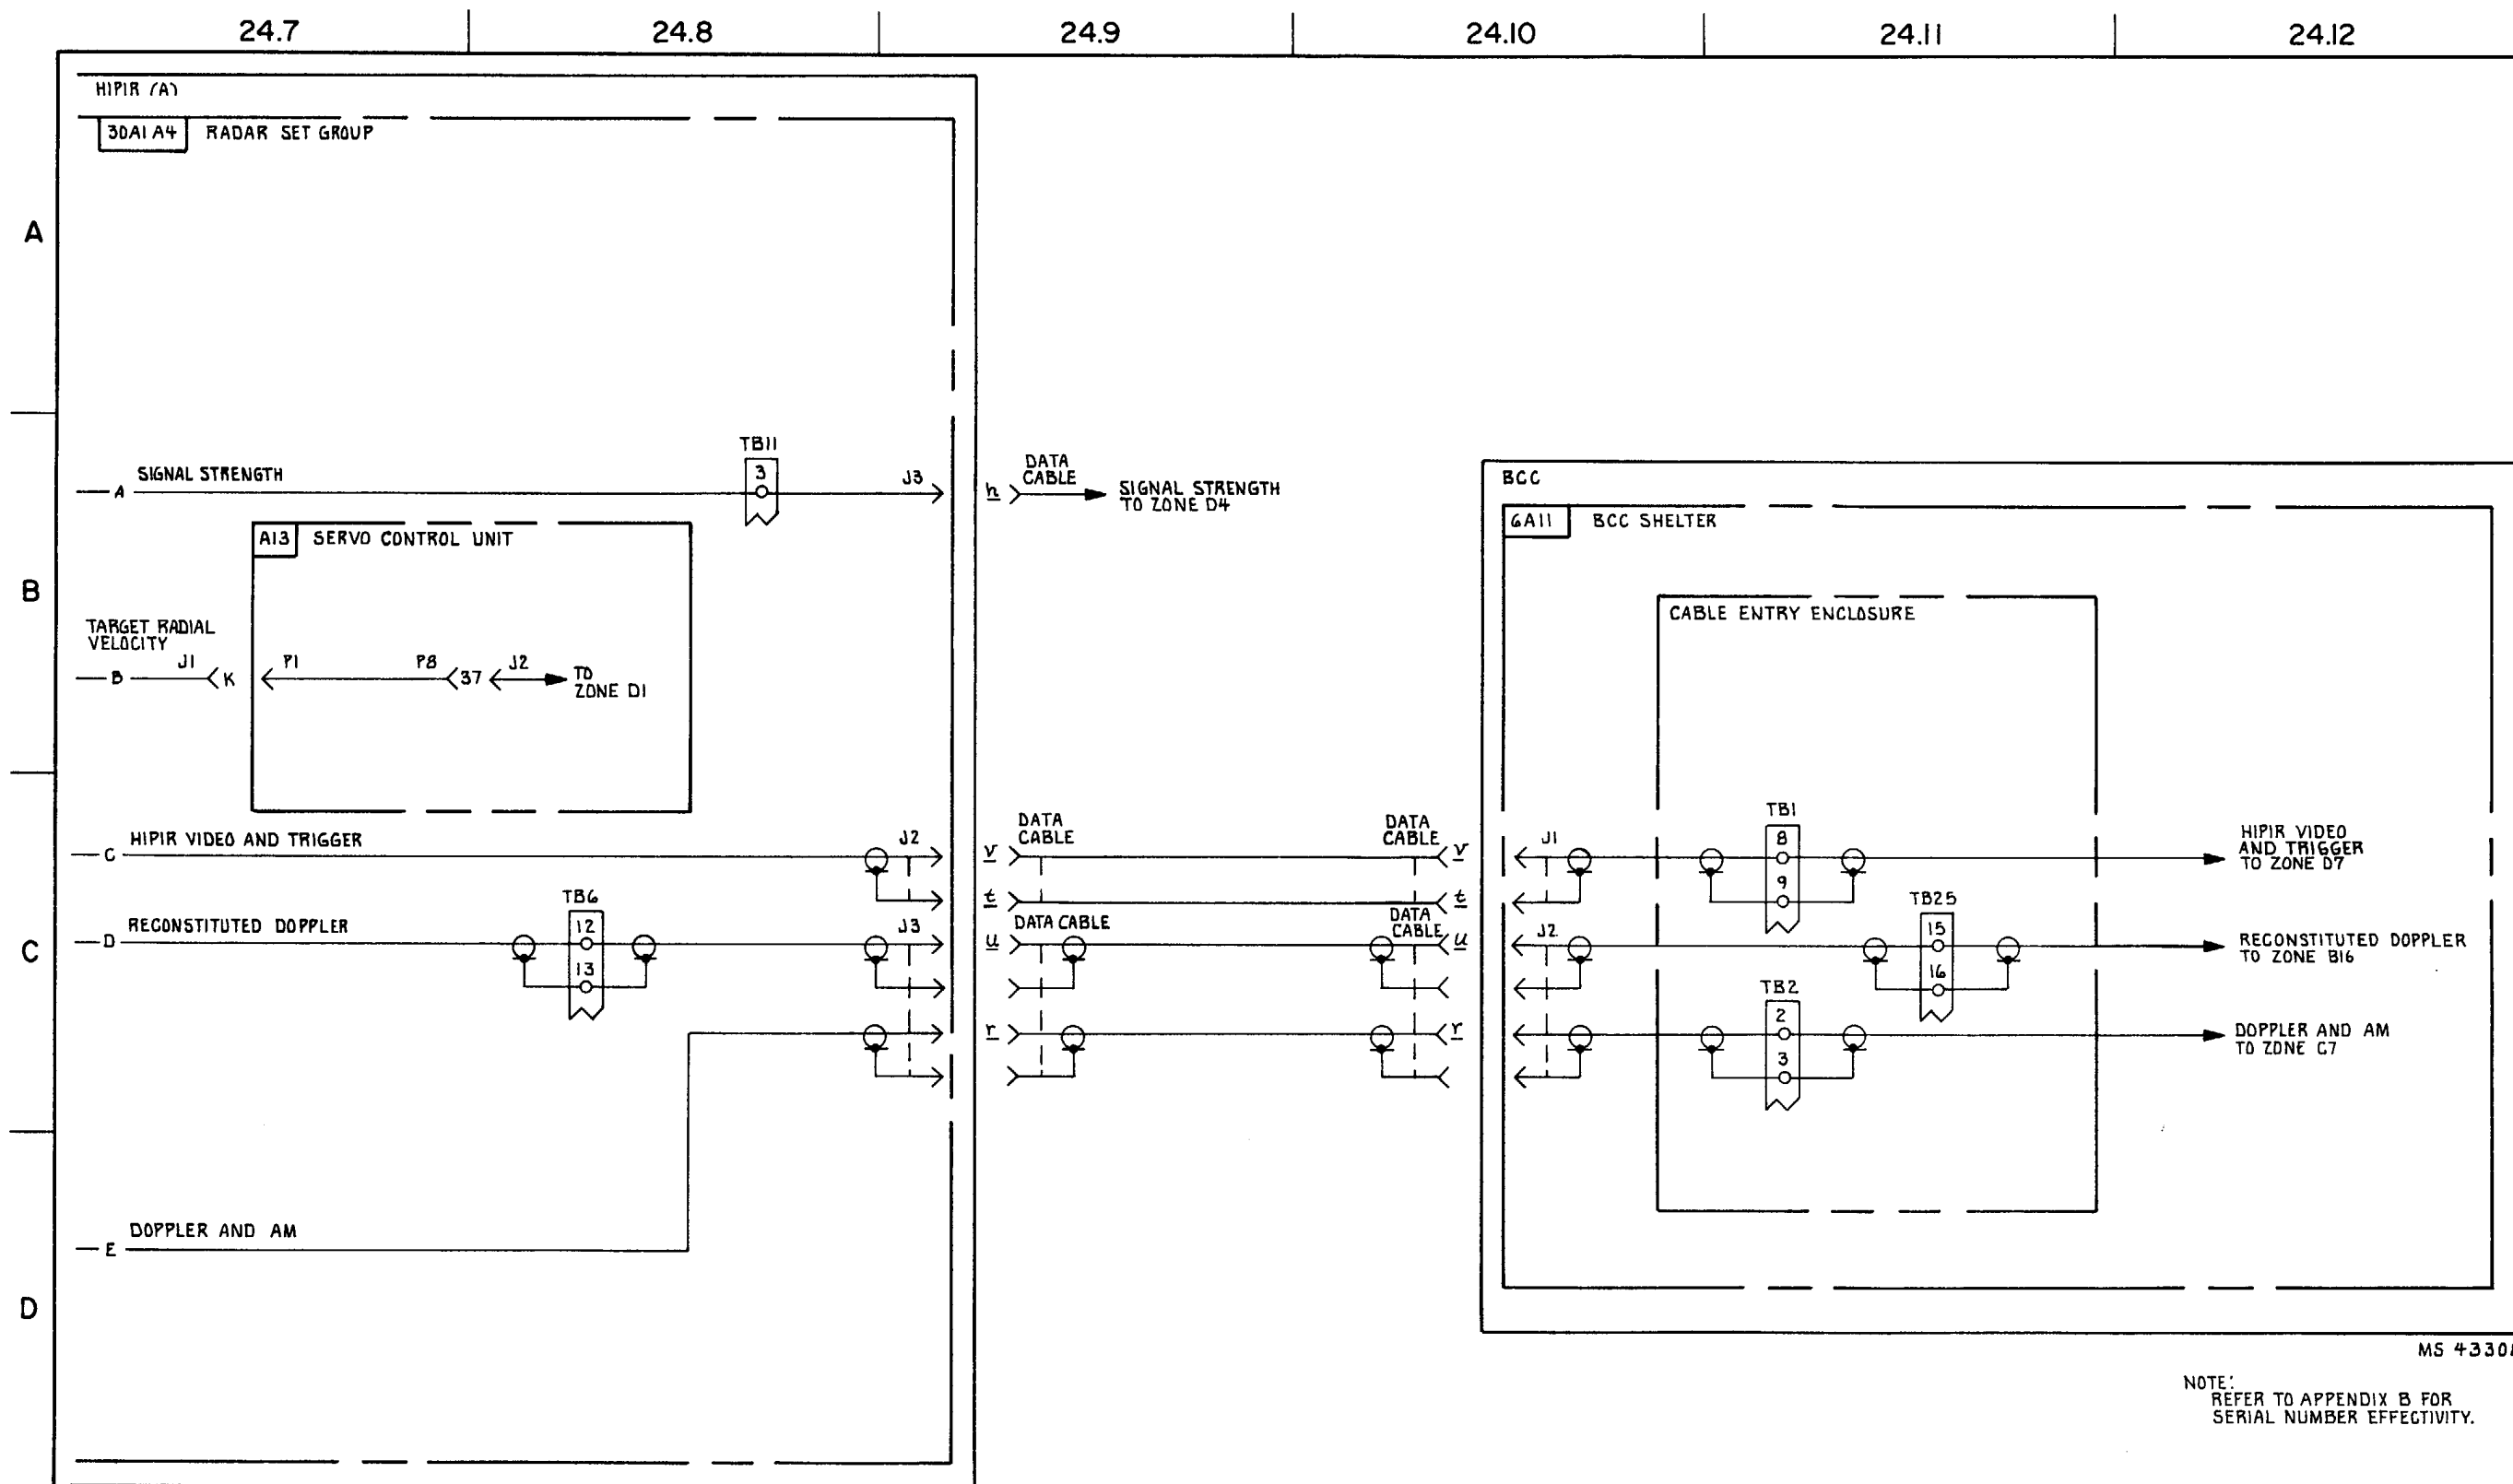 24.7 24.8 24.9 24.10 24.11 24.12
HIPIR (A)
30A1A4 RADAR SET GROUP
A
TB11
3
SIGNAL STRENGTH
A
J3
h
DATA
CABLE
SIGNAL STRENGTH
TO ZONE D4
BCC
6A11 BCC SHELTER
A13 SERVO CONTROL UNIT
B
CABLE ENTRY ENCLOSURE
TARGET RADIAL
VELOCITY
B J1 K P1 P8 37 J2
TO
ZONE D1
HIPIR VIDEO AND TRIGGER
C
J2
v
DATA
CABLE
DATA
CABLE
v
J1
TB1
8
9
HIPIR VIDEO
AND TRIGGER
TO ZONE D7
t
t
RECONSTITUTED DOPPLER
D
TB6
12
13
J3
u
DATA CABLE
DATA
CABLE
u
J2
TB25
15
16
RECONSTITUTED DOPPLER
TO ZONE B16
C
r
r
TB2
2
3
DOPPLER AND AM
TO ZONE C7
DOPPLER AND AM
E
D
NOTE:
REFER TO APPENDIX B FOR
SERIAL NUMBER EFFECTIVITY.